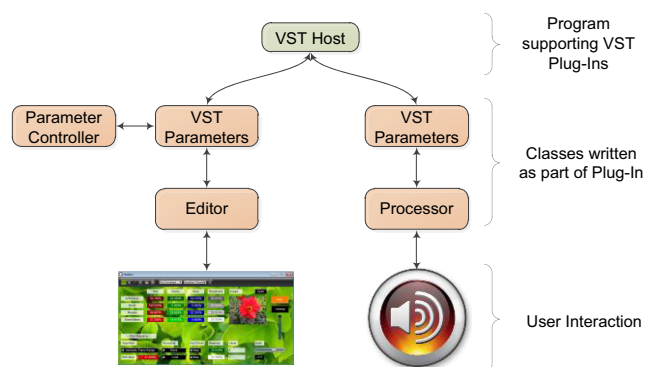 VST Host
Program
supporting VST
Plug-Ins
Parameter
Controller
VST
Parameters
VST
Parameters
Classes written
as part of Plug-In
Editor
Processor
User Interaction